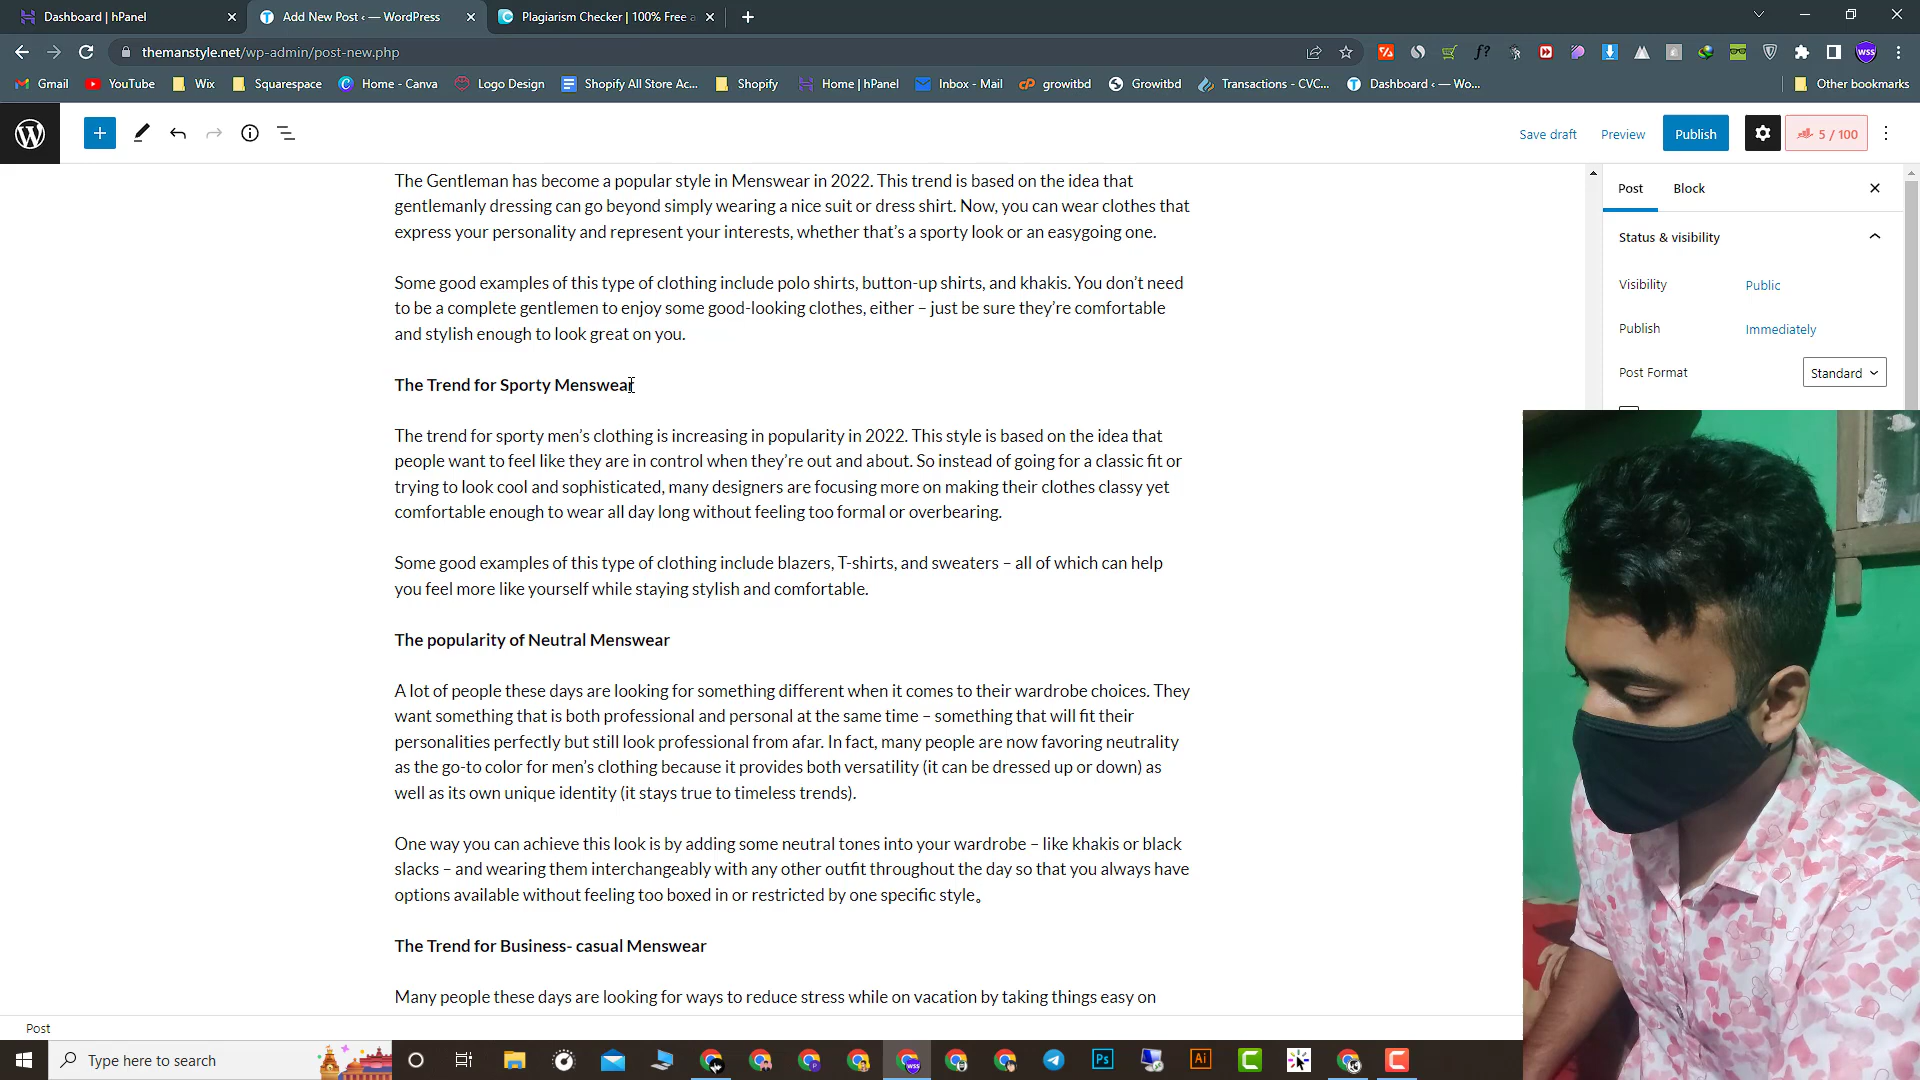 Dashboard | hPanel
Add New Post ‹ — WordPress
Plagiarism Checker | 100% Free a
themanstyle.net/wp-admin/post-new.php
Gmail
YouTube
Wix
Squarespace
Home - Canva
Logo Design
Shopify All Store Ac...
Shopify
Home | hPanel
Inbox - Mail
growitbd
Growitbd
Transactions - CVC...
Dashboard ‹ — Wo...
Other bookmarks
Save draft
Preview
Publish
5 / 100
The Gentleman has become a popular style in Menswear in 2022. This trend is based on the idea that
gentlemanly dressing can go beyond simply wearing a nice suit or dress shirt. Now, you can wear clothes that
express your personality and represent your interests, whether that’s a sporty look or an easygoing one.
Some good examples of this type of clothing include polo shirts, button-up shirts, and khakis. You don’t need
to be a complete gentlemen to enjoy some good-looking clothes, either – just be sure they’re comfortable
and stylish enough to look great on you.
The Trend for Sporty Menswear
The trend for sporty men’s clothing is increasing in popularity in 2022. This style is based on the idea that
people want to feel like they are in control when they’re out and about. So instead of going for a classic fit or
trying to look cool and sophisticated, many designers are focusing more on making their clothes classy yet
comfortable enough to wear all day long without feeling too formal or overbearing.
Some good examples of this type of clothing include blazers, T-shirts, and sweaters – all of which can help
you feel more like yourself while staying stylish and comfortable.
The popularity of Neutral Menswear
A lot of people these days are looking for something different when it comes to their wardrobe choices. They
want something that is both professional and personal at the same time – something that will fit their
personalities perfectly but still look professional from afar. In fact, many people are now favoring neutrality
as the go-to color for men’s clothing because it provides both versatility (it can be dressed up or down) as
well as its own unique identity (it stays true to timeless trends).
One way you can achieve this look is by adding some neutral tones into your wardrobe – like khakis or black
slacks – and wearing them interchangeably with any other outfit throughout the day so that you always have
options available without feeling too boxed in or restricted by one specific style。
The Trend for Business- casual Menswear
Many people these days are looking for ways to reduce stress while on vacation by taking things easy on
Post
Block
Status & visibility
Visibility
Public
Publish
Immediately
Post Format
Standard
Post
Type here to search